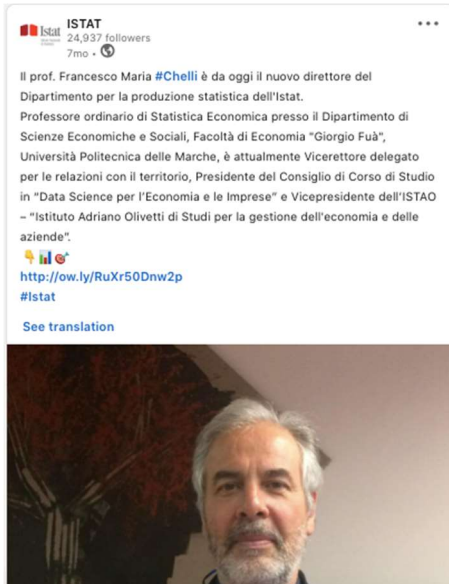 Istat
ISTAT
24,937 followers
7mo •
Il prof. Francesco Maria #Chelli è da oggi il nuovo direttore del
Dipartimento per la produzione statistica dell'Istat.
Professore ordinario di Statistica Economica presso il Dipartimento di
Scienze Economiche e Sociali, Facoltà di Economia "Giorgio Fuà",
Università Politecnica delle Marche, è attualmente Vicerettore delegato
per le relazioni con il territorio, Presidente del Consiglio di Corso di Studio
in "Data Science per l'Economia e le Imprese" e Vicepresidente dell'ISTAO
– "Istituto Adriano Olivetti di Studi per la gestione dell'economia e delle
aziende".
👇📊🎯
http://ow.ly/RuXr50Dnw2p
#Istat
See translation